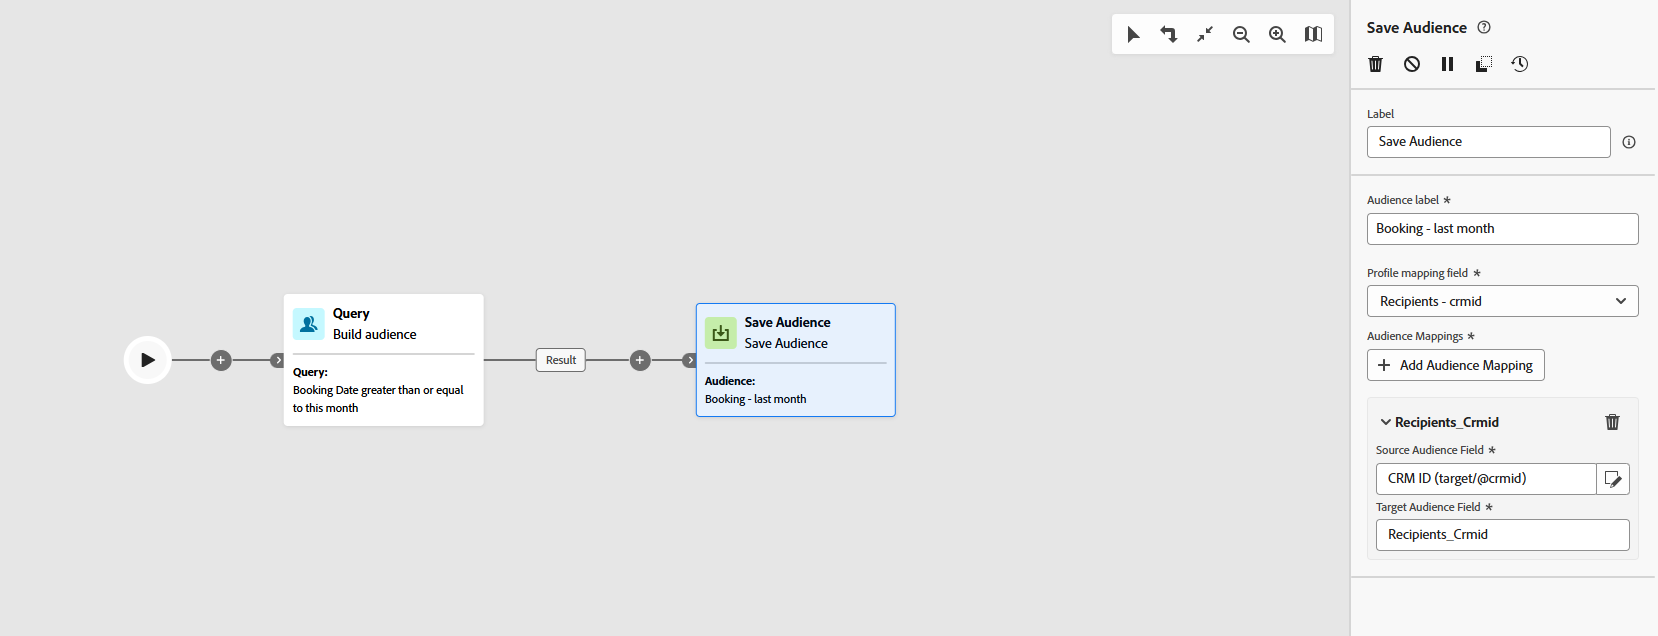 Query
Build audience
Query:
Booking Date greater than or equal
to this month
Result
Save Audience
Save Audience
Audience:
Booking - last month
Save Audience
Label
Save Audience
Audience label *
Booking - last month
Profile mapping field *
Recipients - crmid
Audience Mappings *
Add Audience Mapping
Recipients_Crmid
Source Audience Field *
CRM ID (target/@crmid)
Target Audience Field *
Recipients_Crmid